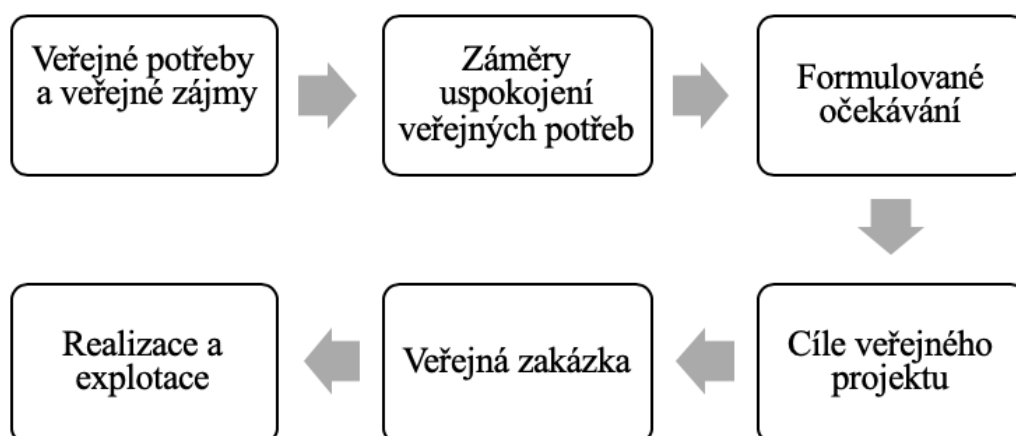 Veřejné potřeby
a veřejné zájmy
Záměry
uspokojení
veřejných potřeb
Formulované
očekávání
Cíle veřejného
projektu
Veřejná zakázka
Realizace a
explotace